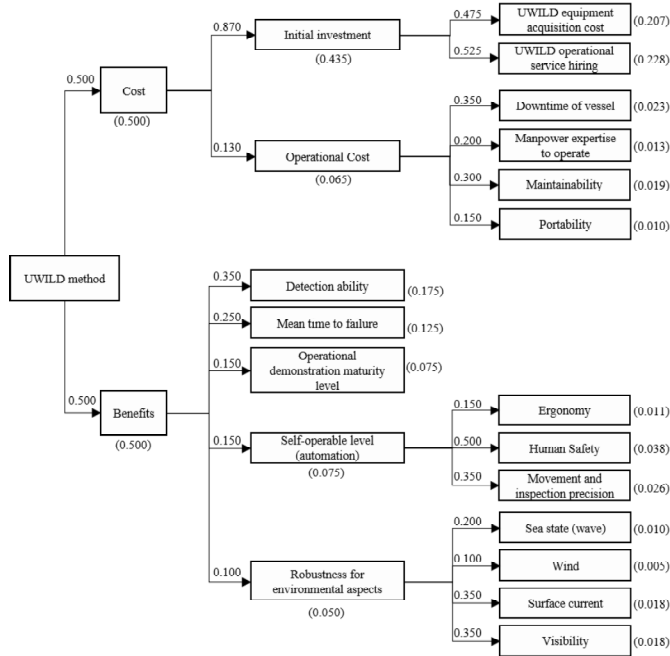 0.475
UWILD equipment
acquisition cost
(0.207)
0.870
Initial investment
(0.435)
0.525
UWILD operational
service hiring
(0.228)
0.500
Cost
(0.500)
0.350
Downtime of vessel
(0.023)
0.200
Manpower expertise
to operate
(0.013)
0.130
Operational Cost
(0.065)
0.300
Maintainability
(0.019)
0.150
Portability
(0.010)
UWILD method
0.350
Detection ability
(0.175)
0.250
Mean time to failure
(0.125)
0.150
Operational
demonstration maturity
level
(0.075)
0.500
Benefits
(0.500)
0.150
Self-operable level
(automation)
(0.075)
0.150
Ergonomy
(0.011)
0.500
Human Safety
(0.038)
0.350
Movement and
inspection precision
(0.026)
0.100
Robustness for
environmental aspects
(0.050)
0.200
Sea state (wave)
(0.010)
0.100
Wind
(0.005)
0.350
Surface current
(0.018)
0.350
Visibility
(0.018)